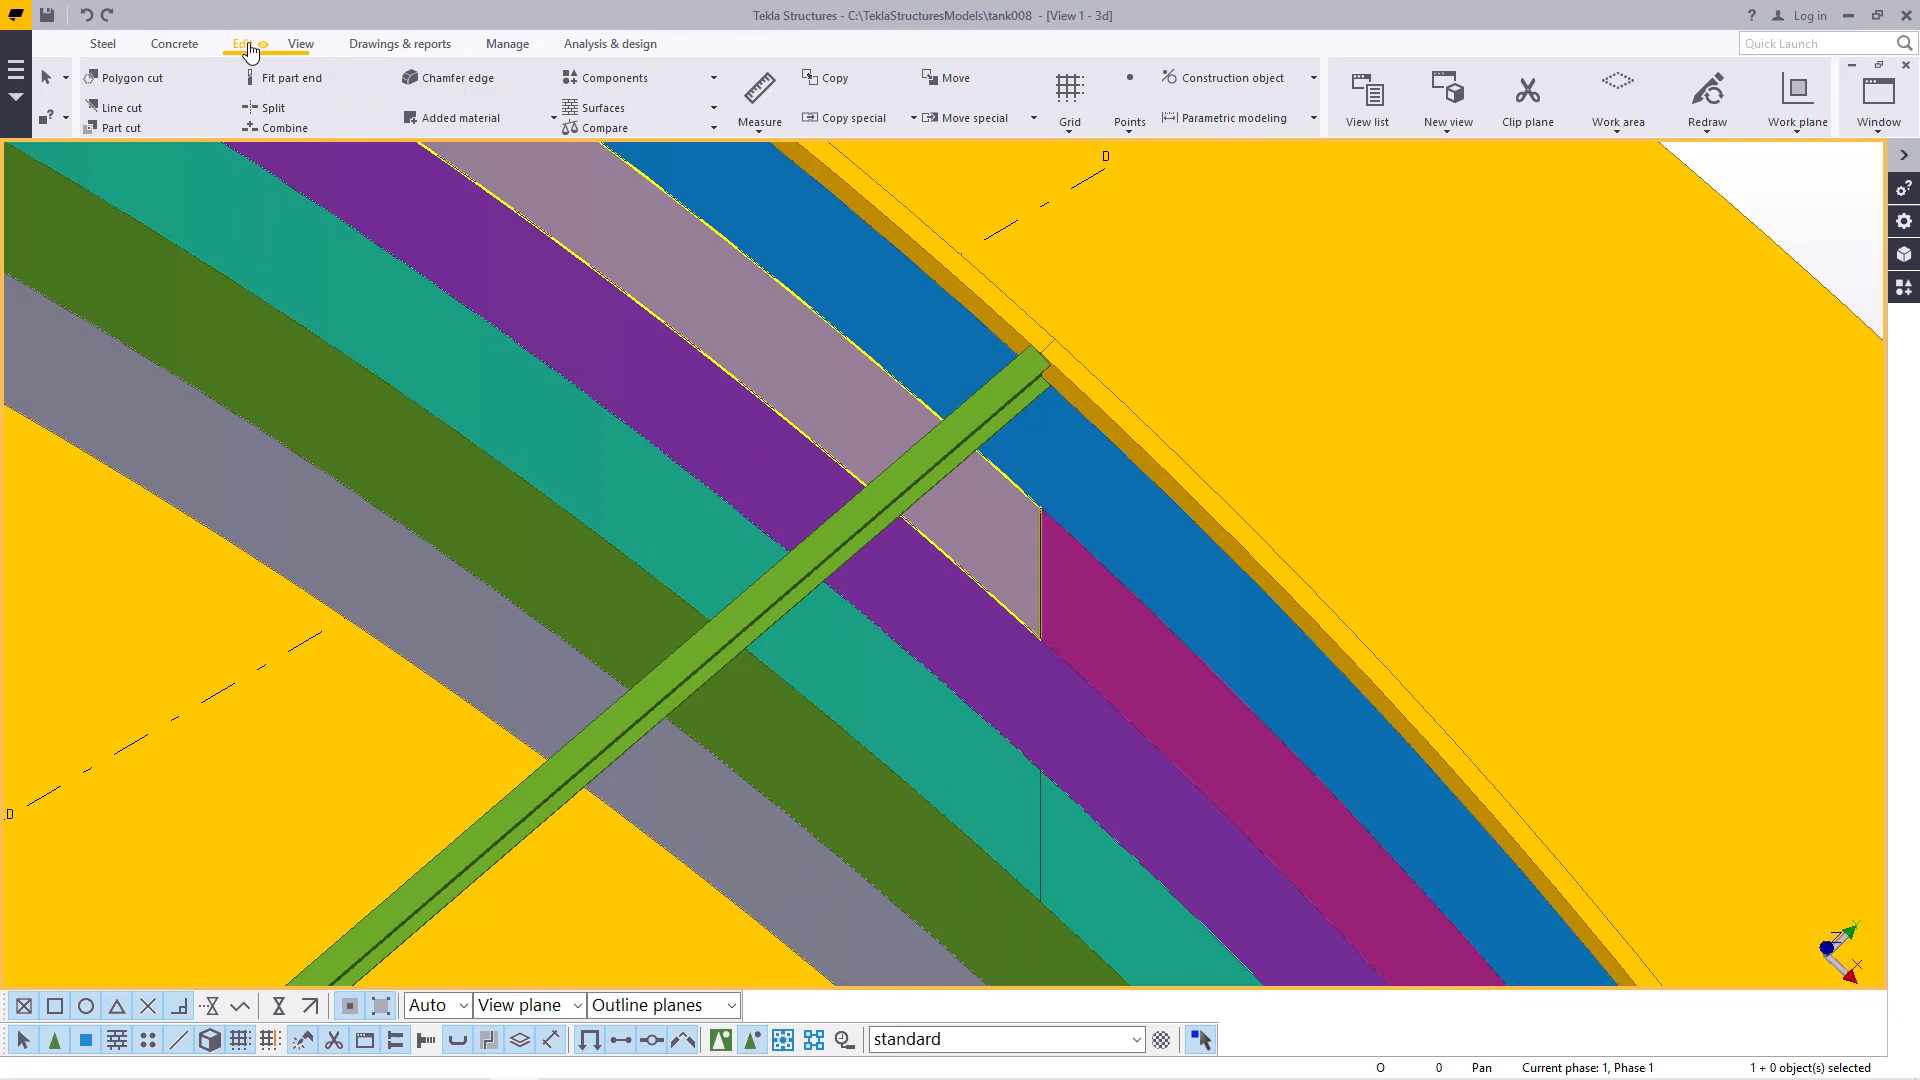 Tekla Structures - C:\TeklaStructuresModels\tank008 - [View 1 - 3d]
? Log in
Steel Concrete Edit View Drawings & reports Manage Analysis & design
Quick Launch
Polygon cut Fit part end Chamfer edge Components Copy Move Construction object
Line cut Split Surfaces
Added material Copy special Move special Parametric modeling
Part cut Combine Compare
Measure Grid Points View list New view Clip plane Work area Redraw Work plane Window
D
D
Auto View plane Outline planes
standard
O 0 Pan Current phase: 1, Phase 1 1 + 0 object(s) selected